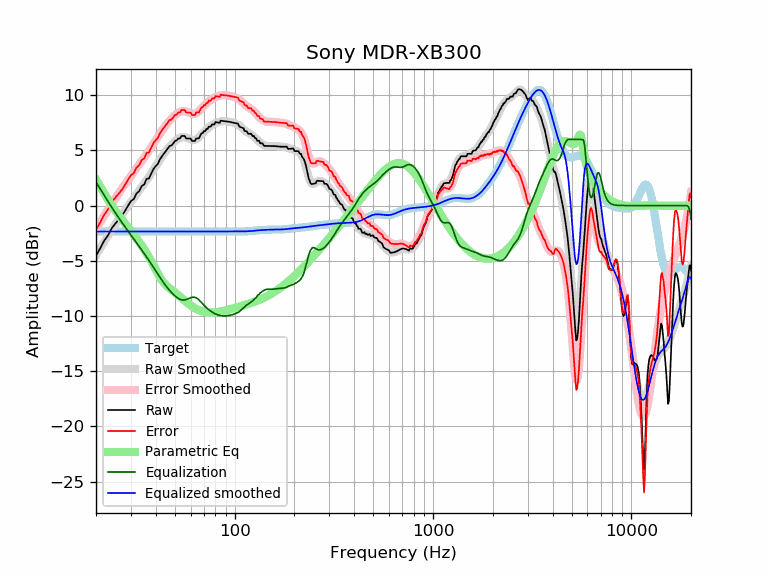 Sony MDR-XB300
Amplitude (dBr)
10
5
0
−5
−10
−15
−20
−25
Target
Raw Smoothed
Error Smoothed
Raw
Error
Parametric Eq
Equalization
Equalized smoothed
100 1000 10000
Frequency (Hz)